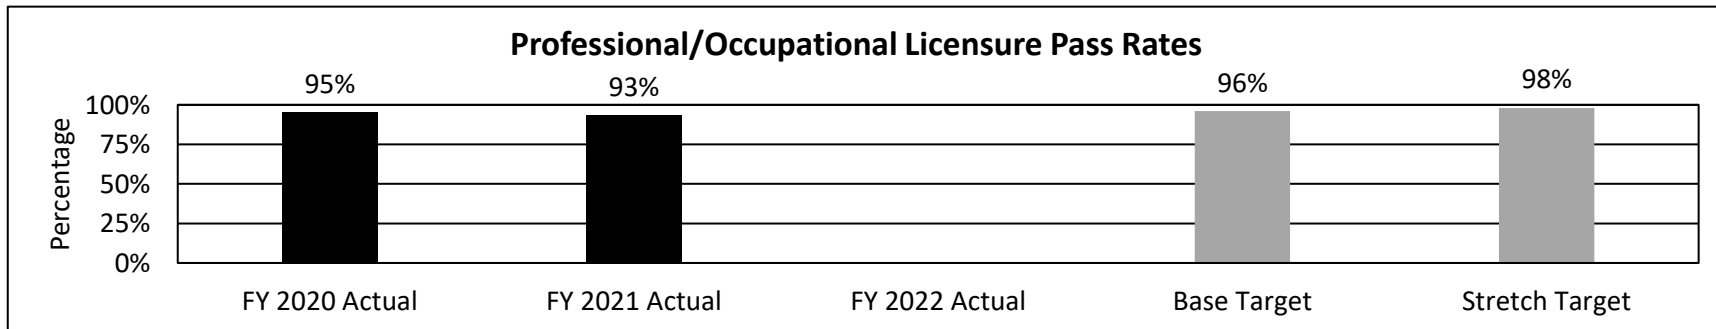 Professional/Occupational Licensure Pass Rates
95%
93%
96%
98%
100%
75%
50%
25%
0%
Percentage
FY 2020 Actual
FY 2021 Actual
FY 2022 Actual
Base Target
Stretch Target